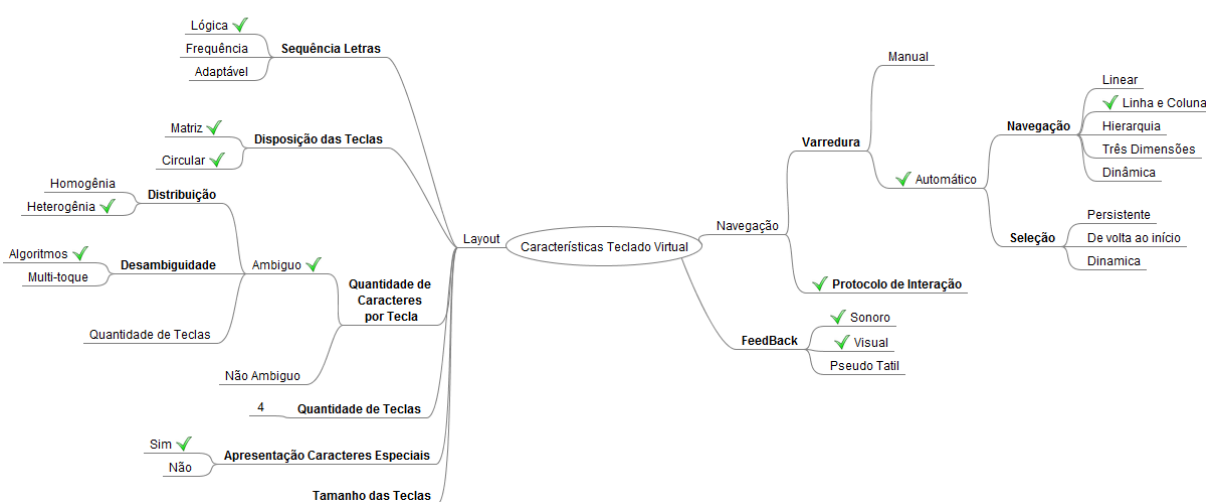 Lógica
Frequência
Adaptável
Sequência Letras
Matriz
Circular
Disposição das Teclas
Homogênia
Heterogênia
Distribuição
Algoritmos
Multi-toque
Desambiguidade
Quantidade de Teclas
Ambiguo
Não Ambiguo
Quantidade de
Caracteres
por Tecla
4
Quantidade de Teclas
Sim
Não
Apresentação Caracteres Especiais
Tamanho das Teclas
Layout
Características Teclado Virtual
Navegação
Varredura
Manual
Automático
Navegação
Linear
Linha e Coluna
Hierarquia
Três Dimensões
Dinâmica
Seleção
Persistente
De volta ao início
Dinamica
Protocolo de Interação
FeedBack
Sonoro
Visual
Pseudo Tatil